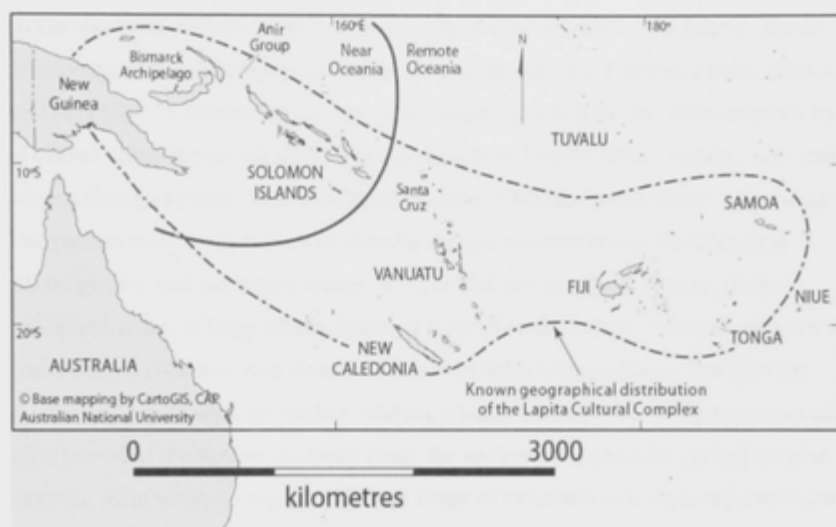 160°E
180°
Anir
Group
Bismarck
Archipelago
Near
Oceania
Remote
Oceania
N
New
Guinea
TUVALU
10°S
SOLOMON
ISLANDS
Santa
Cruz
SAMOA
VANUATU
FIJI
NIUE
20°S
TONGA
NEW
CALEDONIA
AUSTRALIA
Known geographical distribution
of the Lapita Cultural Complex
© Base mapping by CartoGIS, CAP
Australian National University
0
3000
kilometres